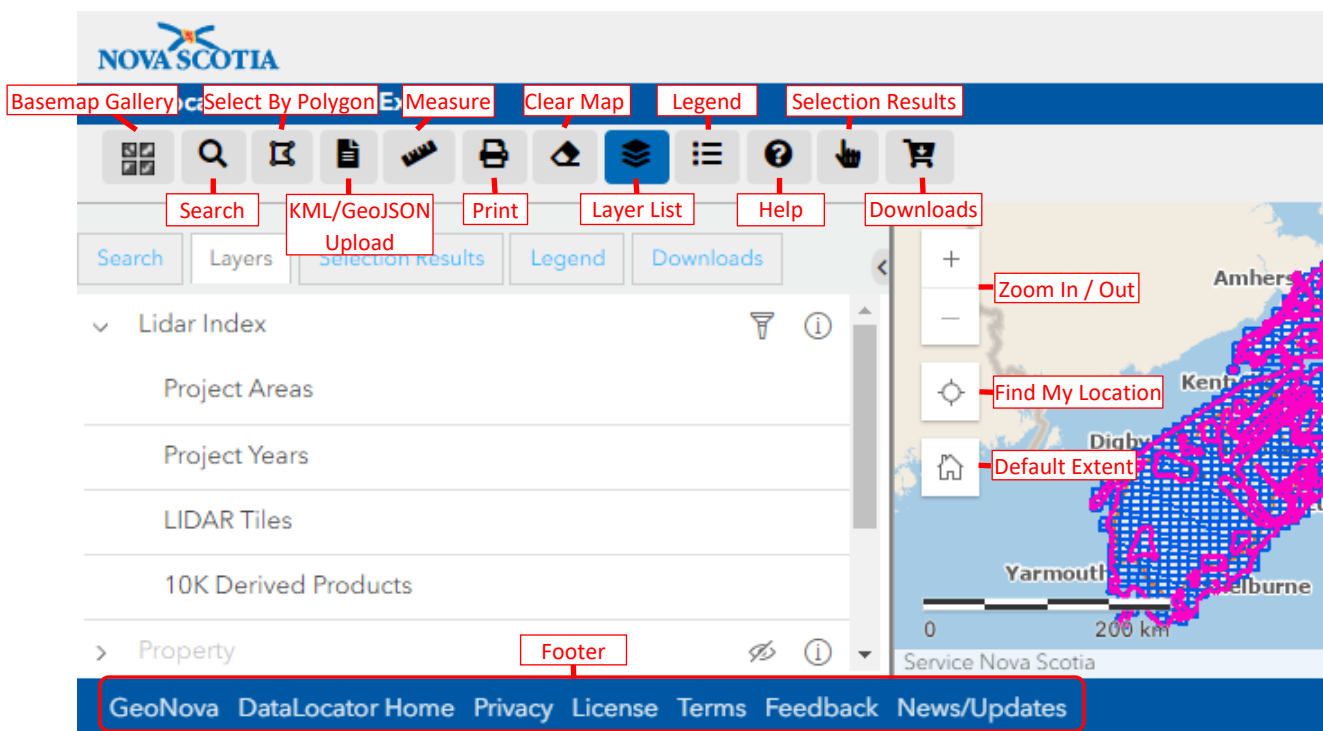 NOVA SCOTIA
Basemap Gallery
Select By Polygon
Measure
Clear Map
Legend
Selection Results
Search
KML/GeoJSON
Upload
Print
Layer List
Help
Downloads
Search
Layers
Selection Results
Legend
Downloads
Zoom In / Out
Find My Location
Default Extent
Lidar Index
Project Areas
Project Years
LIDAR Tiles
10K Derived Products
Property
Digby
Yarmouth
0
200 km
Service Nova Scotia
Footer
GeoNova DataLocator Home Privacy License Terms Feedback News/Updates